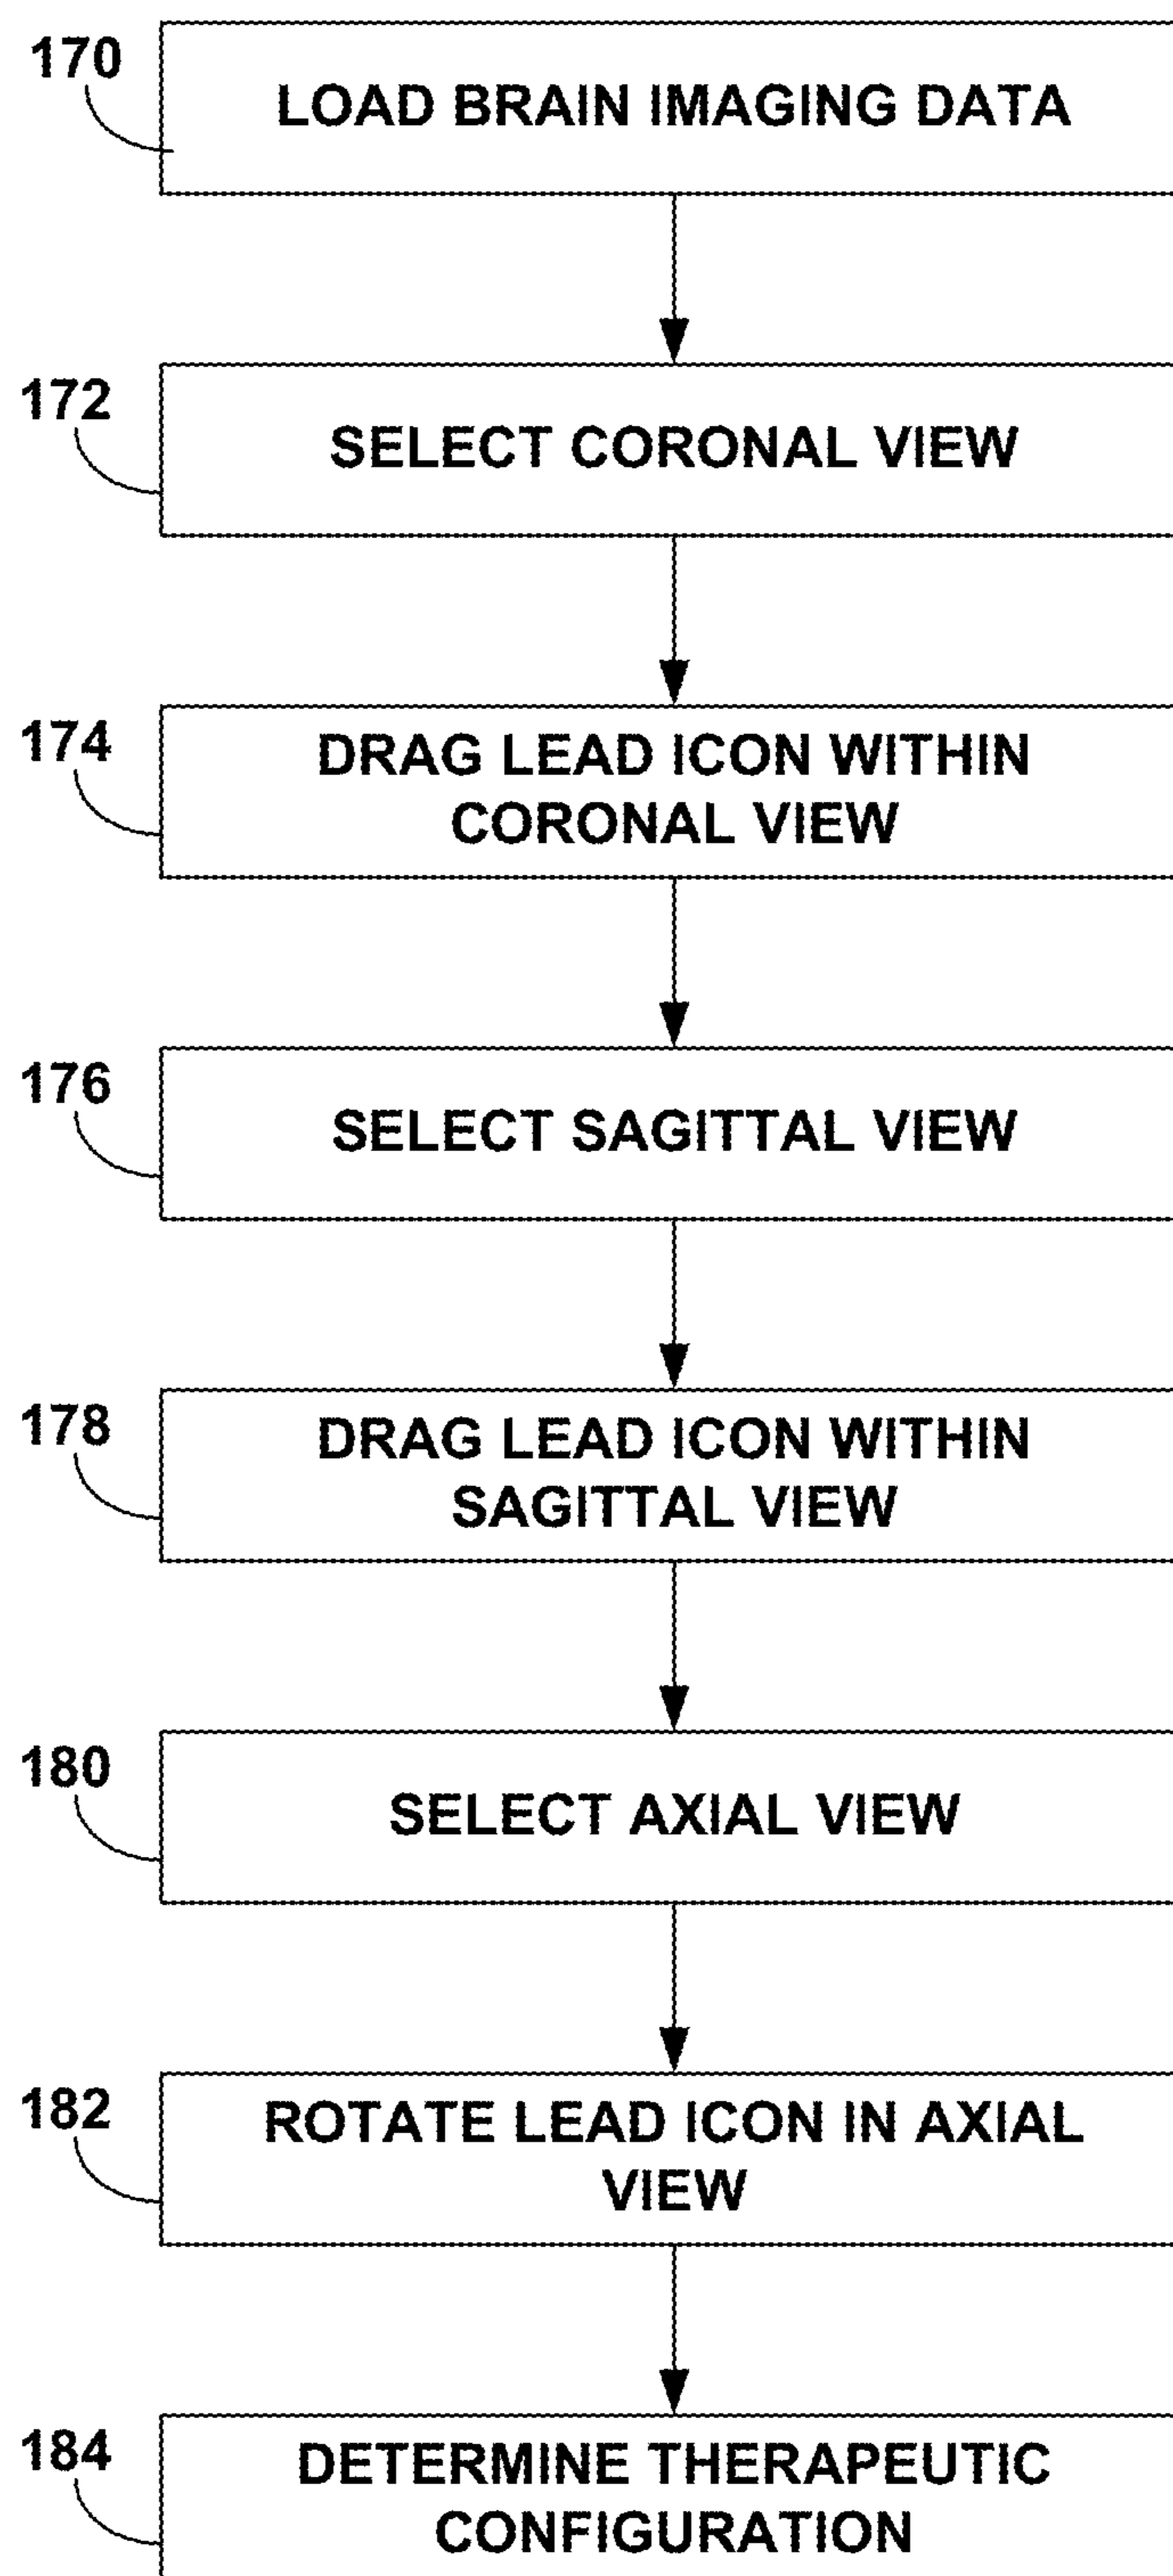 170
LOAD BRAIN IMAGING DATA
172
SELECT CORONAL VIEW
174
DRAG LEAD ICON WITHIN
CORONAL VIEW
176
SELECT SAGITTAL VIEW
178
DRAG LEAD ICON WITHIN
SAGITTAL VIEW
180
SELECT AXIAL VIEW
182
ROTATE LEAD ICON IN AXIAL
VIEW
184
DETERMINE THERAPEUTIC
CONFIGURATION